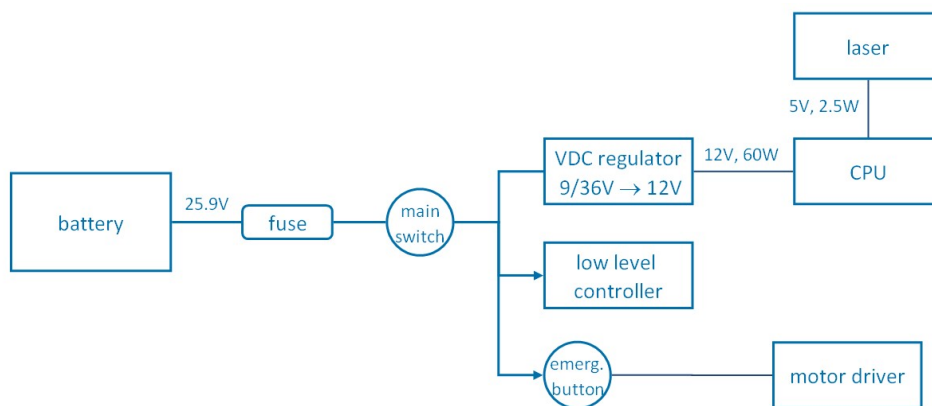 laser
5V, 2.5W
VDC regulator
9/36V → 12V
12V, 60W
CPU
battery
25.9V
fuse
main
switch
low level
controller
emerg.
button
motor driver